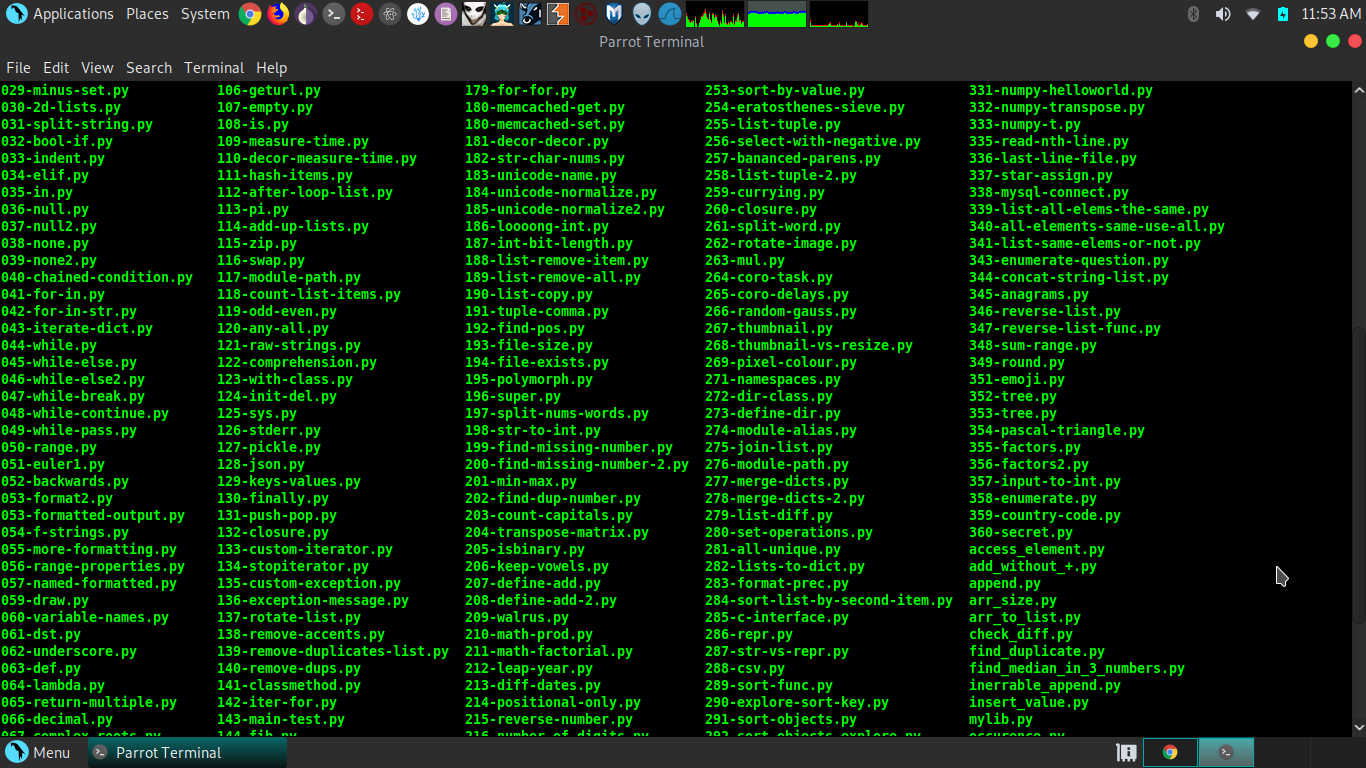 Applications Places System 11:53 AM
Parrot Terminal
File Edit View Search Terminal Help
029-minus-set.py 106-geturl.py 179-for-for.py 253-sort-by-value.py 331-numpy-helloworld.py
030-2d-lists.py 107-empty.py 180-memcached-get.py 254-eratosthenes-sieve.py 332-numpy-transpose.py
031-split-string.py 108-is.py 180-memcached-set.py 255-list-tuple.py 333-numpy-t.py
032-bool-if.py 109-measure-time.py 181-decor-decor.py 256-select-with-negative.py 335-read-nth-line.py
033-indent.py 110-decor-measure-time.py 182-str-char-nums.py 257-bananced-parens.py 336-last-line-file.py
034-elif.py 111-hash-items.py 183-unicode-name.py 258-list-tuple-2.py 337-star-assign.py
035-in.py 112-after-loop-list.py 184-unicode-normalize.py 259-currying.py 338-mysql-connect.py
036-null.py 113-pi.py 185-unicode-normalize2.py 260-closure.py 339-list-all-elems-the-same.py
037-null2.py 114-add-up-lists.py 186-loooong-int.py 261-split-word.py 340-all-elements-same-use-all.py
038-none.py 115-zip.py 187-int-bit-length.py 262-rotate-image.py 341-list-same-elems-or-not.py
039-none2.py 116-swap.py 188-list-remove-item.py 263-mul.py 343-enumerate-question.py
040-chained-condition.py 117-module-path.py 189-list-remove-all.py 264-coro-task.py 344-concat-string-list.py
041-for-in.py 118-count-list-items.py 190-list-copy.py 265-coro-delays.py 345-anagrams.py
042-for-in-str.py 119-odd-even.py 191-tuple-comma.py 266-random-gauss.py 346-reverse-list.py
043-iterate-dict.py 120-any-all.py 192-find-pos.py 267-thumbnail.py 347-reverse-list-func.py
044-while.py 121-raw-strings.py 193-file-size.py 268-thumbnail-vs-resize.py 348-sum-range.py
045-while-else.py 122-comprehension.py 194-file-exists.py 269-pixel-colour.py 349-round.py
046-while-else2.py 123-with-class.py 195-polymorph.py 271-namespaces.py 351-emoji.py
047-while-break.py 124-init-del.py 196-super.py 272-dir-class.py 352-tree.py
048-while-continue.py 125-sys.py 197-split-nums-words.py 273-define-dir.py 353-tree.py
049-while-pass.py 126-stderr.py 198-str-to-int.py 274-module-alias.py 354-pascal-triangle.py
050-range.py 127-pickle.py 199-find-missing-number.py 275-join-list.py 355-factors.py
051-euler1.py 128-json.py 200-find-missing-number-2.py 276-module-path.py 356-factors2.py
052-backwards.py 129-keys-values.py 201-min-max.py 277-merge-dicts.py 357-input-to-int.py
053-format2.py 130-finally.py 202-find-dup-number.py 278-merge-dicts-2.py 358-enumerate.py
053-formatted-output.py 131-push-pop.py 203-count-capitals.py 279-list-diff.py 359-country-code.py
054-f-strings.py 132-closure.py 204-transpose-matrix.py 280-set-operations.py 360-secret.py
055-more-formatting.py 133-custom-iterator.py 205-isbinary.py 281-all-unique.py access_element.py
056-range-properties.py 134-stopiterator.py 206-keep-vowels.py 282-lists-to-dict.py add_without_+.py
057-named-formatted.py 135-custom-exception.py 207-define-add.py 283-format-prec.py append.py
059-draw.py 136-exception-message.py 208-define-add-2.py 284-sort-list-by-second-item.py arr_size.py
060-variable-names.py 137-rotate-list.py 209-walrus.py 285-c-interface.py arr_to_list.py
061-dst.py 138-remove-accents.py 210-math-prod.py 286-repr.py check_diff.py
062-underscore.py 139-remove-duplicates-list.py 211-math-factorial.py 287-str-vs-repr.py find_duplicate.py
063-def.py 140-remove-dups.py 212-leap-year.py 288-csv.py find_median_in_3_numbers.py
064-lambda.py 141-classmethod.py 213-diff-dates.py 289-sort-func.py inerrable_append.py
065-return-multiple.py 142-iter-for.py 214-positional-only.py 290-explore-sort-key.py insert_value.py
066-decimal.py 143-main-test.py 215-reverse-number.py 291-sort-objects.py mylib.py
067-complex-roots.py 144-fib.py 216-number_of_digits.py 292-sort-objects-explore.py occurence.py
Menu Parrot Terminal